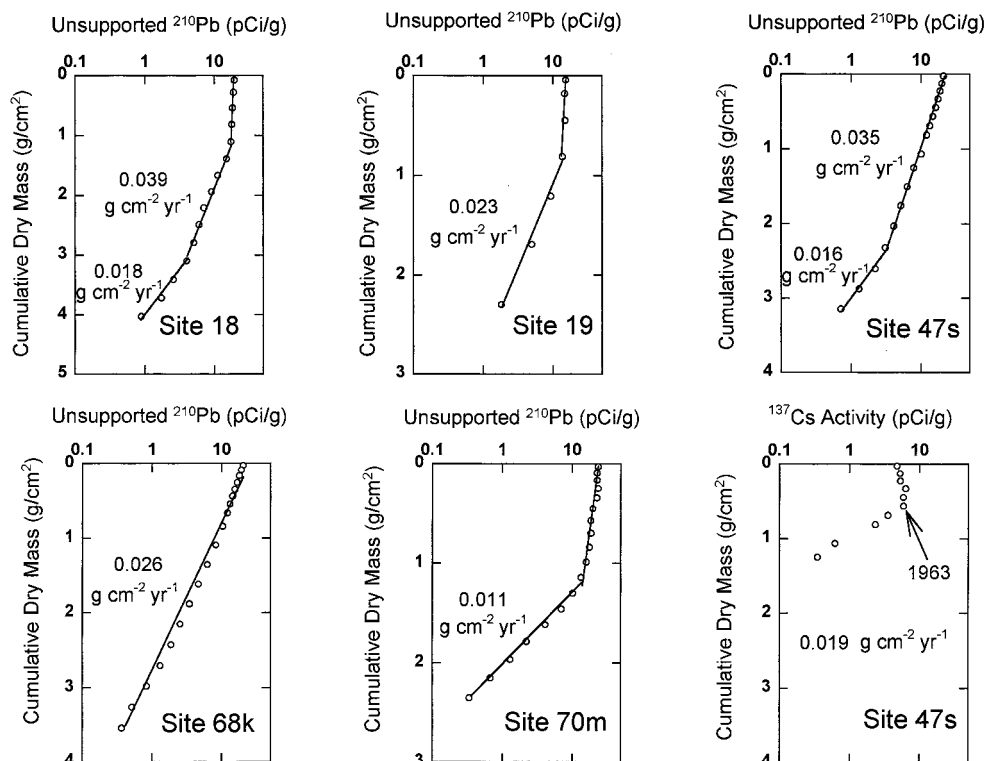 Unsupported ²¹⁰Pb (pCi/g)
0.1 1 10
Cumulative Dry Mass (g/cm²)
0
1
2
3
4
5
0.039
g cm⁻² yr⁻¹
0.018
g cm⁻² yr⁻¹
Site 18
Unsupported ²¹⁰Pb (pCi/g)
0.1 1 10
Cumulative Dry Mass (g/cm²)
0
1
2
3
0.023
g cm⁻² yr⁻¹
Site 19
Unsupported ²¹⁰Pb (pCi/g)
0.1 1 10
Cumulative Dry Mass (g/cm²)
0
1
2
3
4
0.035
g cm⁻² yr⁻¹
0.016
g cm⁻² yr⁻¹
Site 47s
Unsupported ²¹⁰Pb (pCi/g)
0.1 1 10
Cumulative Dry Mass (g/cm²)
0
1
2
3
4
0.026
g cm⁻² yr⁻¹
Site 68k
Unsupported ²¹⁰Pb (pCi/g)
0.1 1 10
Cumulative Dry Mass (g/cm²)
0
1
2
3
0.011
g cm⁻² yr⁻¹
Site 70m
¹³⁷Cs Activity (pCi/g)
0.1 1 10
Cumulative Dry Mass (g/cm²)
0
1
2
3
4
1963
0.019 g cm⁻² yr⁻¹
Site 47s